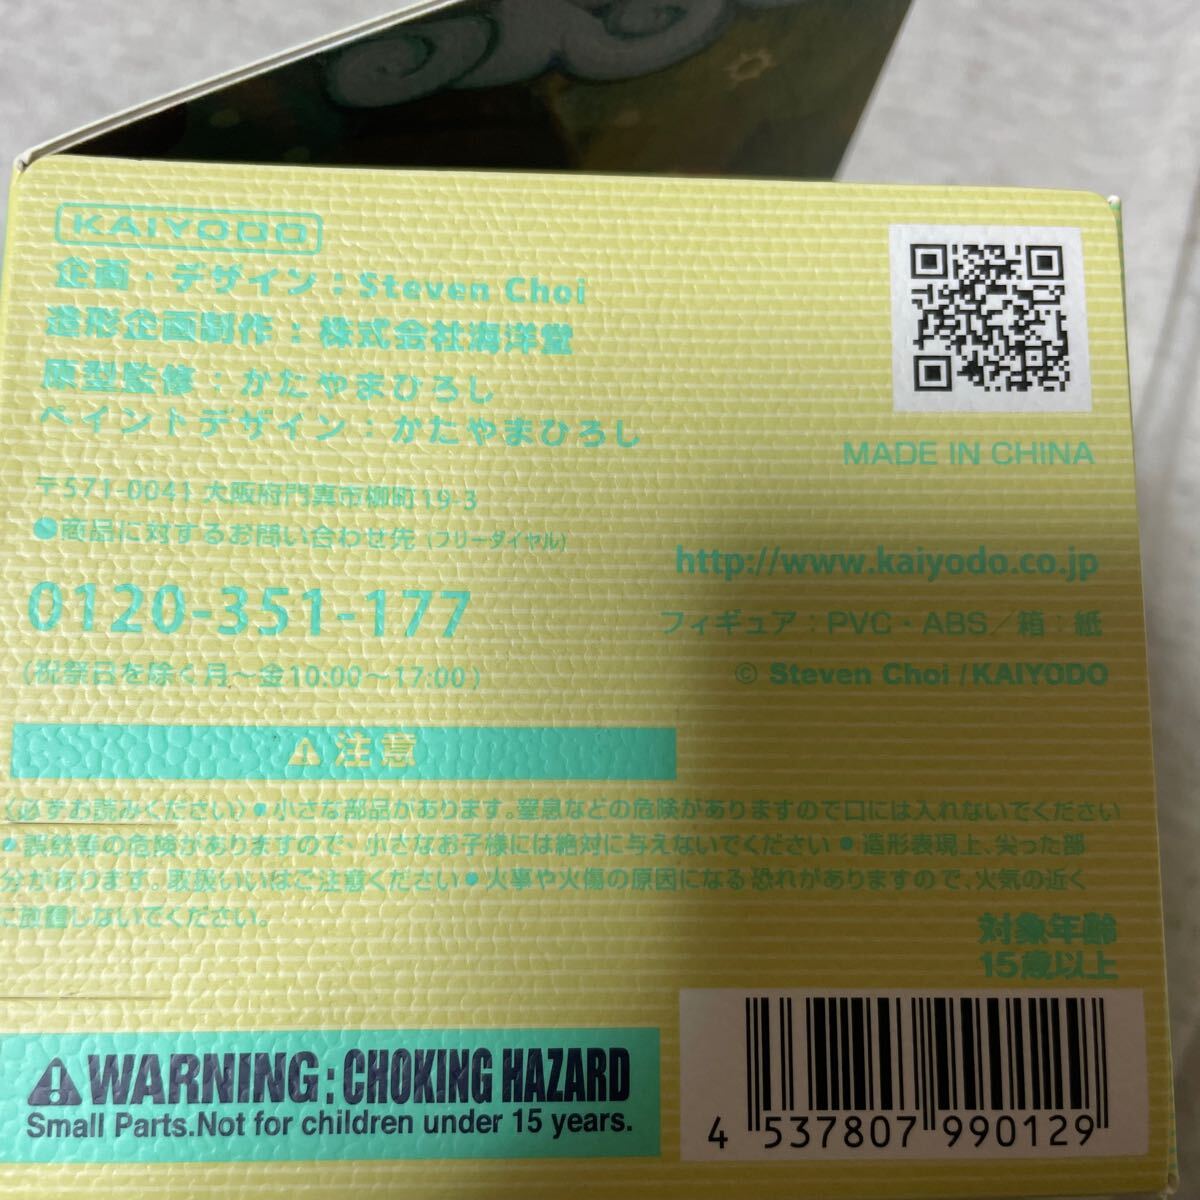 KAIYODO
企画・デザイン：Steven Choi
造形企画制作：株式会社海洋堂
原型監修：かたやまひろし
ペイントデザイン：かたやまひろし
〒571-0041 大阪府門真市柳町19-3
●商品に対するお問い合わせ先（フリーダイヤル）
0120-351-177
（祝祭日を除く月〜金10:00〜17:00）
MADE IN CHINA
http://www.kaiyodo.co.jp
フィギュア：PVC・ABS／箱：紙
© Steven Choi /KAIYODO
⚠注意
〈必ずお読みください〉●小さな部品があります。窒息などの危険がありますので口には入れないでください
●誤飲等の危険がありますので、小さなお子様には絶対に与えないでください●造形表現上、尖った部
分があります。取扱いはご注意ください●火事や火傷の原因になる恐れがありますので、火気の近く
に放置しないでください。
対象年齢
15歳以上
⚠WARNING:CHOKING HAZARD
Small Parts.Not for children under 15 years.
4 537807 990129